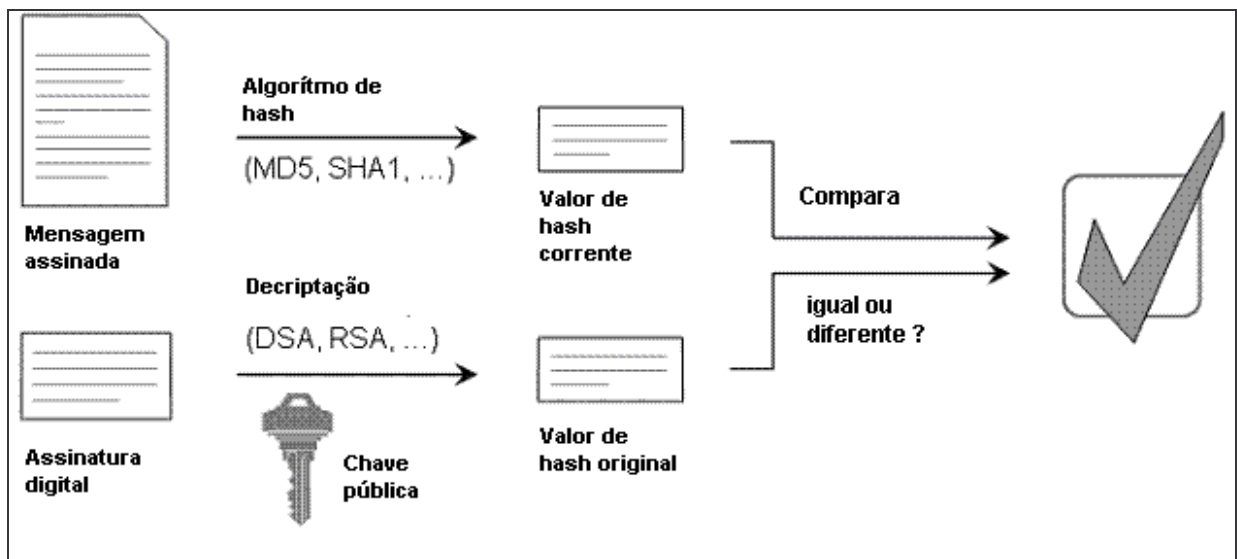 Algorítmo de
hash
(MD5, SHA1, ...)
Mensagem
assinada
Valor de
hash
corrente
Compara
Decriptação
(DSA, RSA, ...)
igual ou
diferente ?
Assinatura
digital
Chave
pública
Valor de
hash original